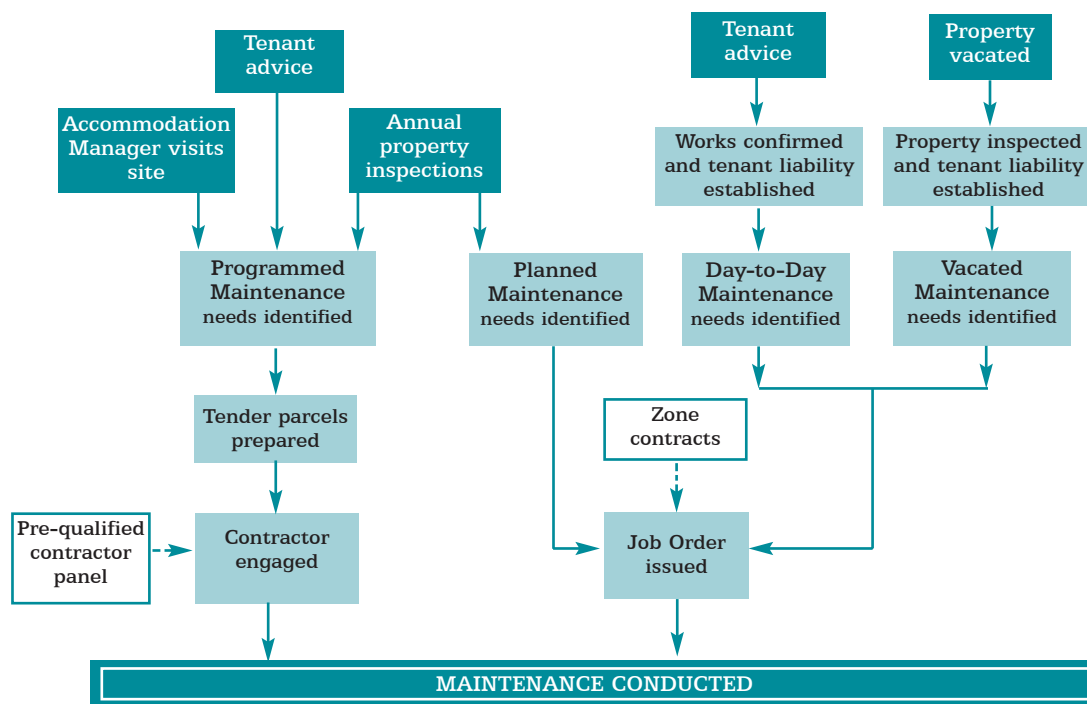 Tenant
advice
Tenant
advice
Property
vacated
Accommodation
Manager visits
site
Annual
property
inspections
Works confirmed
and tenant liability
established
Property inspected
and tenant liability
established
Programmed
Maintenance
needs identified
Planned
Maintenance
needs identified
Day-to-Day
Maintenance
needs identified
Vacated
Maintenance
needs identified
Tender parcels
prepared
Zone
contracts
Pre-qualified
contractor
panel
Contractor
engaged
Job Order
issued
MAINTENANCE CONDUCTED